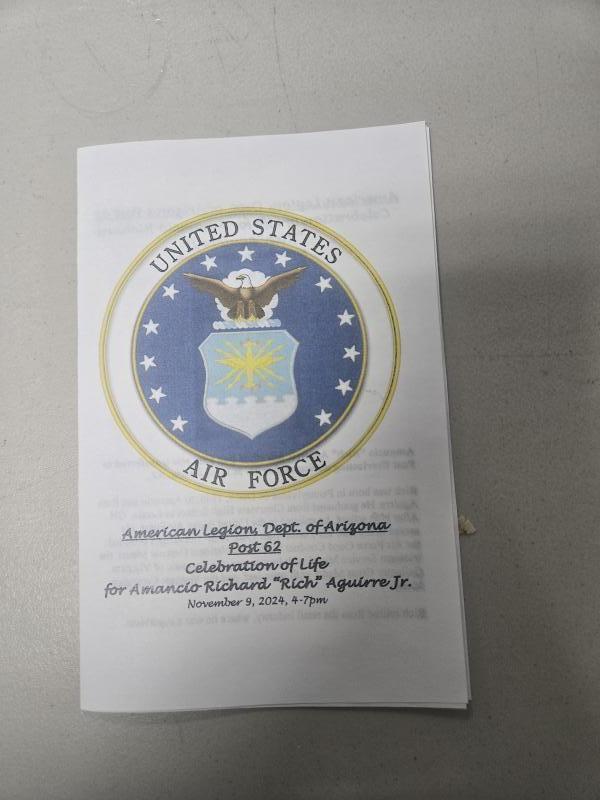 UNITED STATES
AIR FORCE
American Legion, Dept. of Arizona
Post 62
Celebration of Life
for Amancio Richard "Rich" Aguirre Jr.
November 9, 2024, 4-7pm